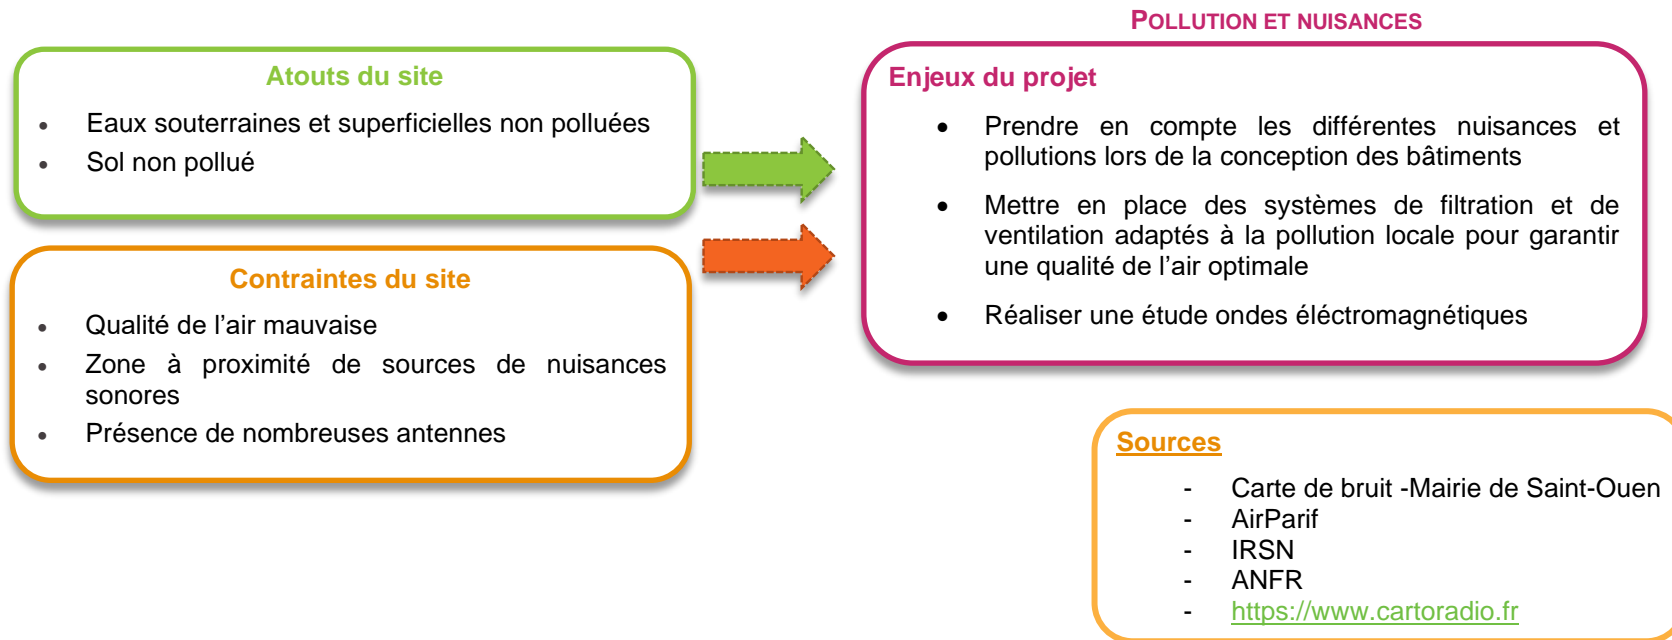 POLLUTION ET NUISANCES
Atouts du site
• Eaux souterraines et superficielles non polluées
• Sol non pollué
Contraintes du site
• Qualité de l’air mauvaise
• Zone à proximité de sources de nuisances
sonores
• Présence de nombreuses antennes
Enjeux du projet
• Prendre en compte les différentes nuisances et
pollutions lors de la conception des bâtiments
• Mettre en place des systèmes de filtration et de
ventilation adaptés à la pollution locale pour garantir
une qualité de l’air optimale
• Réaliser une étude ondes éléctromagnétiques
Sources
- Carte de bruit -Mairie de Saint-Ouen
- AirParif
- IRSN
- ANFR
- https://www.cartoradio.fr